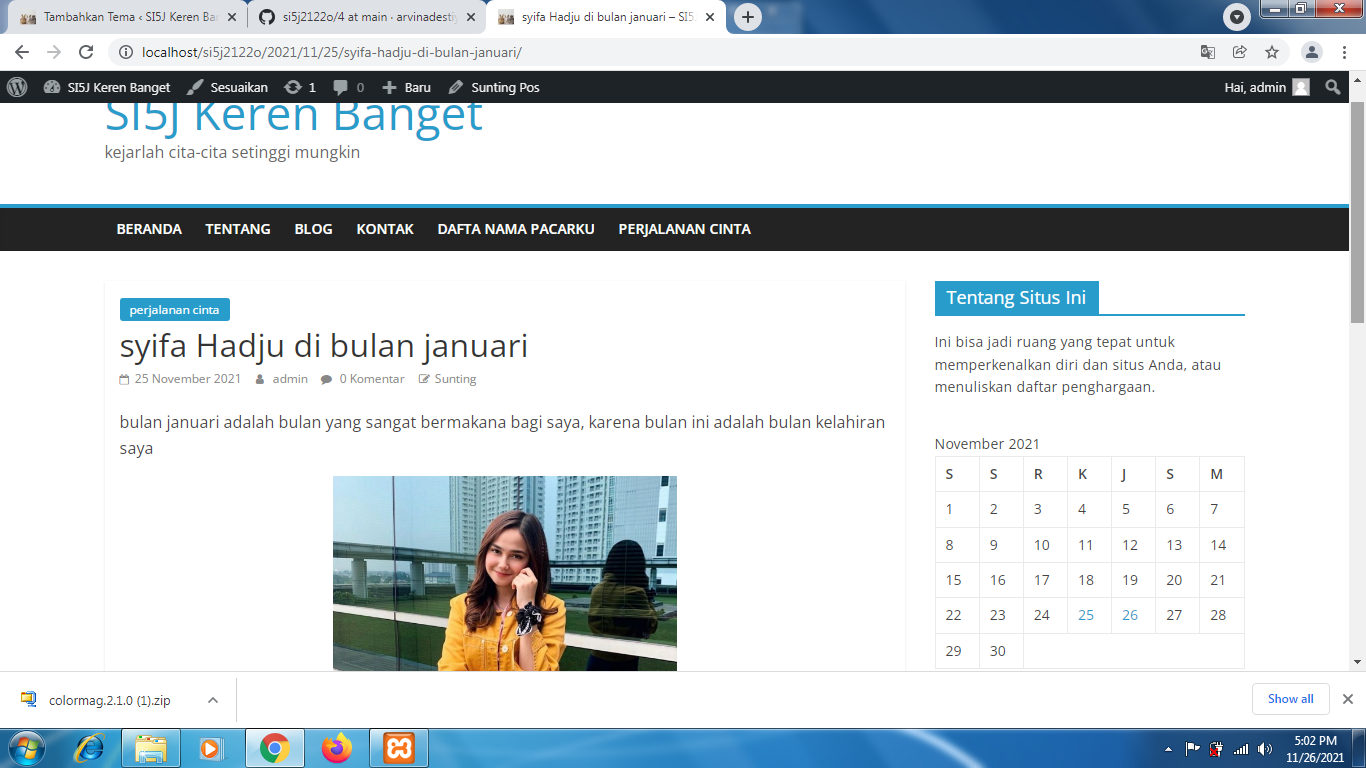 Tambahkan Tema ‹ SI5J Keren Ba
si5j2122o/4 at main · arvinadesti
syifa Hadju di bulan januari – SI5
localhost/si5j2122o/2021/11/25/syifa-hadju-di-bulan-januari/
SI5J Keren Banget
Sesuaikan
1
0
Baru
Sunting Pos
Hai, admin
SI5J Keren Banget
kejarlah cita-cita setinggi mungkin
BERANDA
TENTANG
BLOG
KONTAK
DAFTA NAMA PACARKU
PERJALANAN CINTA
perjalanan cinta
syifa Hadju di bulan januari
25 November 2021 admin 0 Komentar Sunting
bulan januari adalah bulan yang sangat bermakana bagi saya, karena bulan ini adalah bulan kelahiran
saya
Tentang Situs Ini
Ini bisa jadi ruang yang tepat untuk
memperkenalkan diri dan situs Anda, atau
menuliskan daftar penghargaan.
November 2021
S S R K J S M
1 2 3 4 5 6 7
8 9 10 11 12 13 14
15 16 17 18 19 20 21
22 23 24 25 26 27 28
29 30
colormag.2.1.0 (1).zip
Show all
5:02 PM
11/26/2021